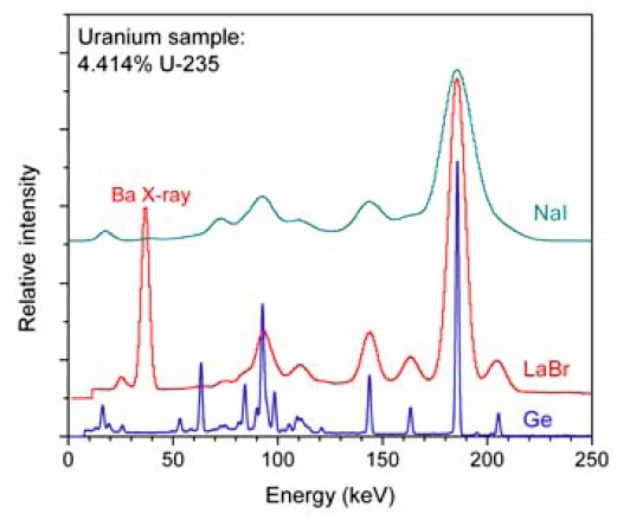 Uranium sample:
4.414% U-235
Ba X-ray
NaI
LaBr
Ge
Relative intensity
0 50 100 150 200 250
Energy (keV)